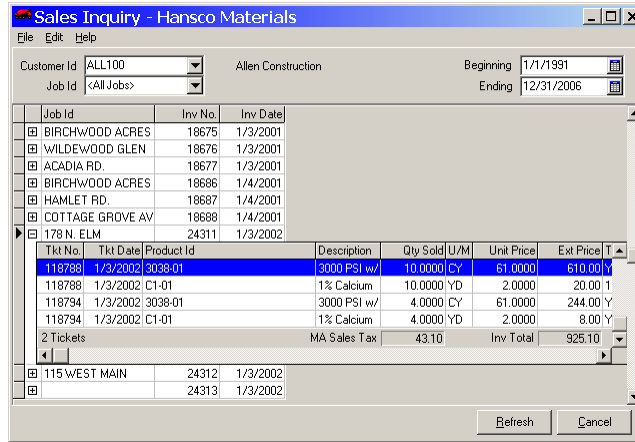 Sales Inquiry - Hansco Materials
File Edit Help
Customer Id ALL100 Allen Construction Beginning 1/1/1991
Job Id <All Jobs> Ending 12/31/2006
Job Id Inv No. Inv Date
BIRCHWOOD ACRES 18675 1/3/2001
WILDEWOOD GLEN 18676 1/3/2001
ACADIA RD. 18677 1/3/2001
BIRCHWOOD ACRES 18686 1/4/2001
HAMLET RD. 18687 1/4/2001
COTTAGE GROVE AV 18688 1/4/2001
178 N. ELM 24311 1/3/2002
Tkt No. Tkt Date Product Id Description Qty Sold U/M Unit Price Ext Price T
118788 1/3/2002 3038-01 3000 PSI w/ 10.0000 CY 61.0000 610.00 Y
118788 1/3/2002 C1-01 1% Calcium 10.0000 YD 2.0000 20.00 1
118794 1/3/2002 3038-01 3000 PSI w/ 4.0000 CY 61.0000 244.00 Y
118794 1/3/2002 C1-01 1% Calcium 4.0000 YD 2.0000 8.00 Y
2 Tickets MA Sales Tax 43.10 Inv Total 925.10
115 WEST MAIN 24312 1/3/2002
24313 1/3/2002
Refresh Cancel